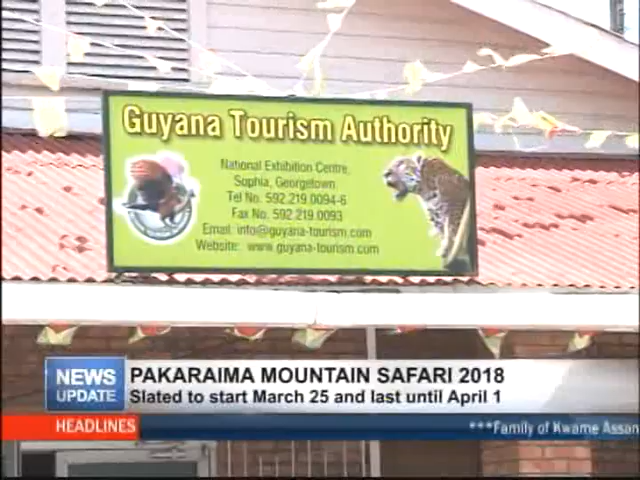 Guyana Tourism Authority
National Exhibition Centre,
Sophia, Georgetown.
Tel No. 592.219.0094-6
Fax No. 592.219.0093
Email: info@guyana-tourism.com
Website: www.guyana-tourism.com
NEWS UPDATE
PAKARAIMA MOUNTAIN SAFARI 2018
Slated to start March 25 and last until April 1
HEADLINES
***Family of Kwame Assan